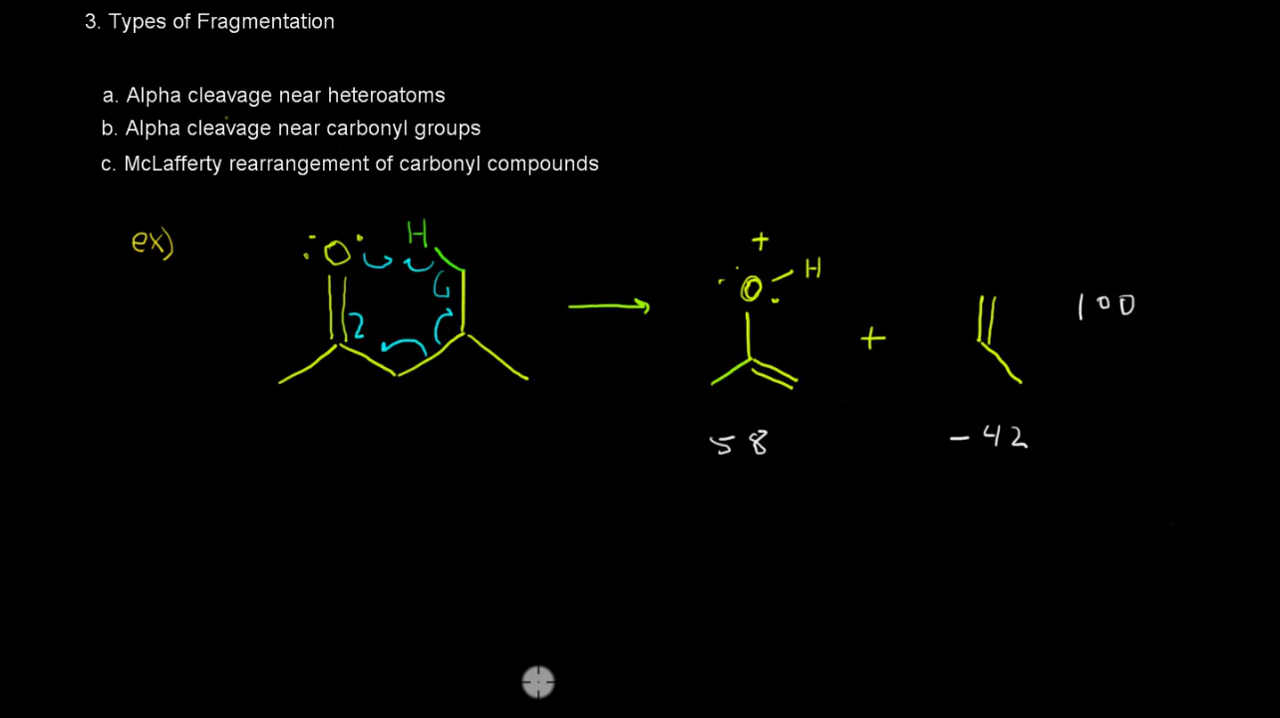 3. Types of Fragmentation
a. Alpha cleavage near heteroatoms
b. Alpha cleavage near carbonyl groups
c. McLafferty rearrangement of carbonyl compounds
ex)
O H
+
O H
+
100
58
-42